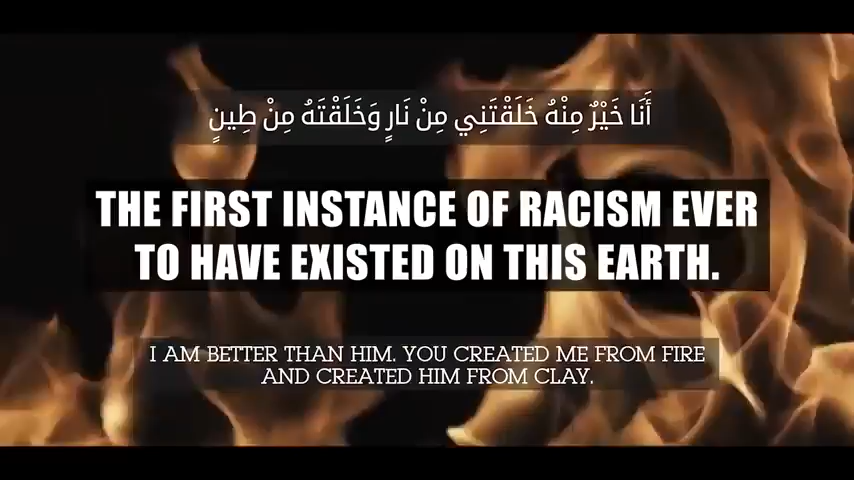 أَنَا خَيْرٌ مِنْهُ خَلَقْتَنِي مِنْ نَارٍ وَخَلَقْتَهُ مِنْ طِينٍ
THE FIRST INSTANCE OF RACISM EVER
TO HAVE EXISTED ON THIS EARTH.
I AM BETTER THAN HIM. YOU CREATED ME FROM FIRE
AND CREATED HIM FROM CLAY.